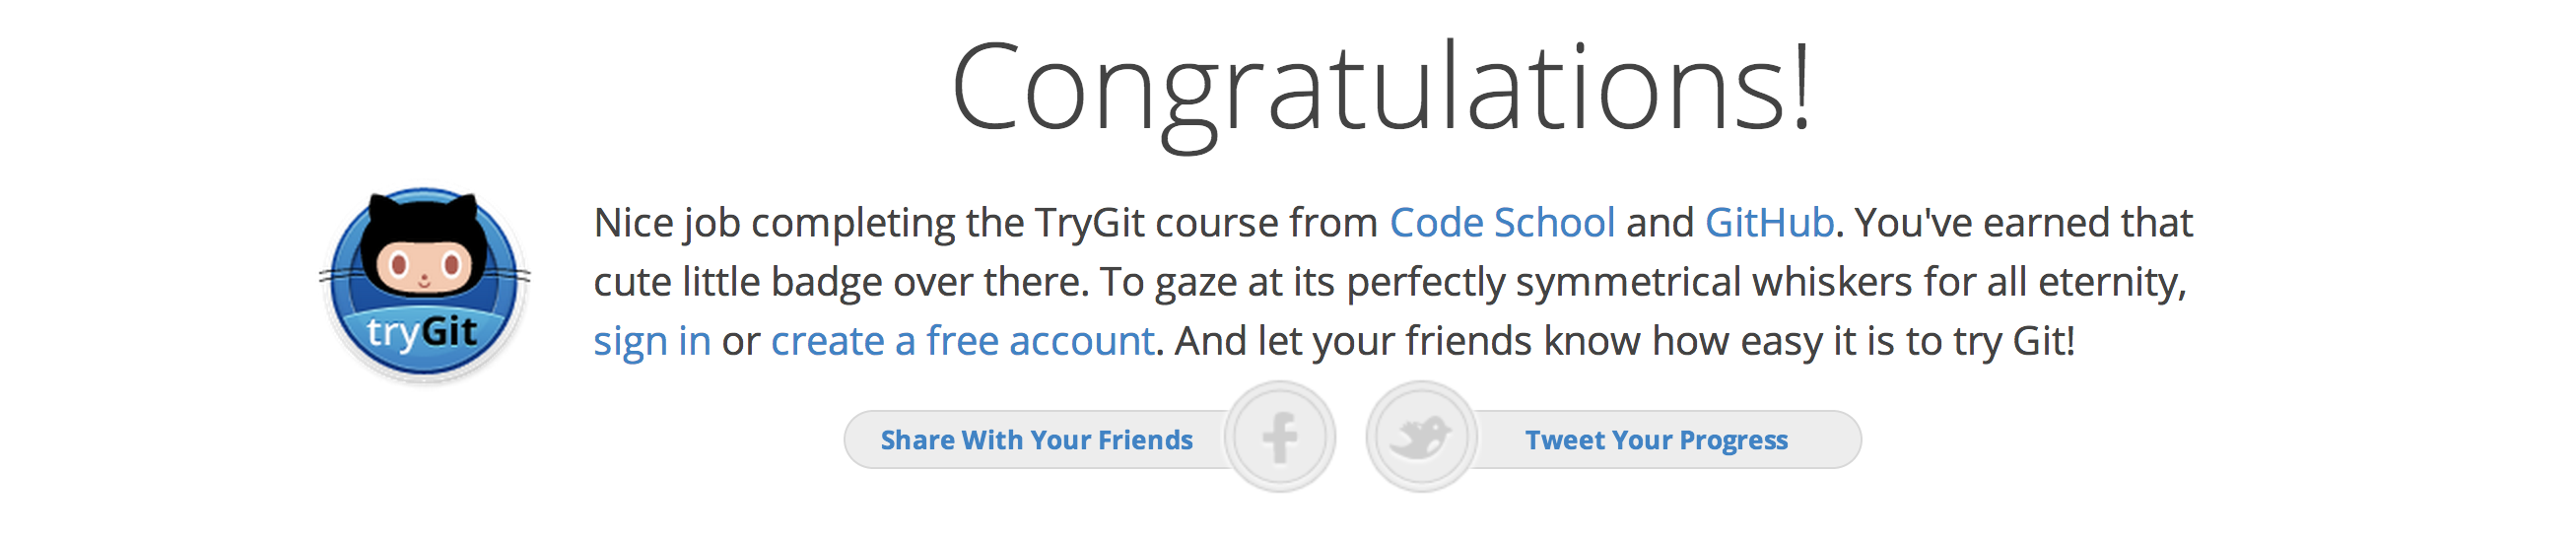 Congratulations!
Nice job completing the TryGit course from Code School and GitHub. You've earned that
cute little badge over there. To gaze at its perfectly symmetrical whiskers for all eternity,
sign in or create a free account. And let your friends know how easy it is to try Git!
tryGit
Share With Your Friends
Tweet Your Progress